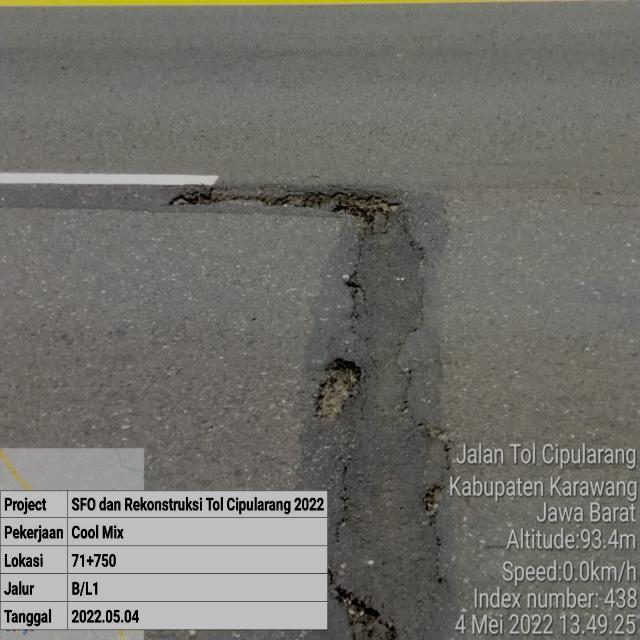 Project SFO dan Rekonstruksi Tol Cipularang 2022
Pekerjaan Cool Mix
Lokasi 71+750
Jalur B/L1
Tanggal 2022.05.04
Jalan Tol Cipularang
Kabupaten Karawang
Jawa Barat
Altitude:93.4m
Speed:0.0km/h
Index number: 438
4 Mei 2022 13.49.25